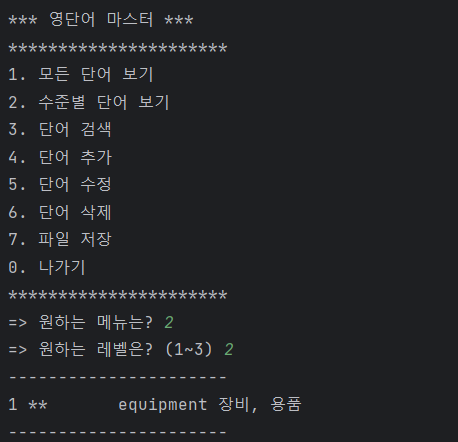 *** 영단어 마스터 ***
**********************
1. 모든 단어 보기
2. 수준별 단어 보기
3. 단어 검색
4. 단어 추가
5. 단어 수정
6. 단어 삭제
7. 파일 저장
0. 나가기
**********************
=> 원하는 메뉴는? 2
=> 원하는 레벨은? (1~3) 2
----------------------
1 **       equipment 장비, 용품
----------------------